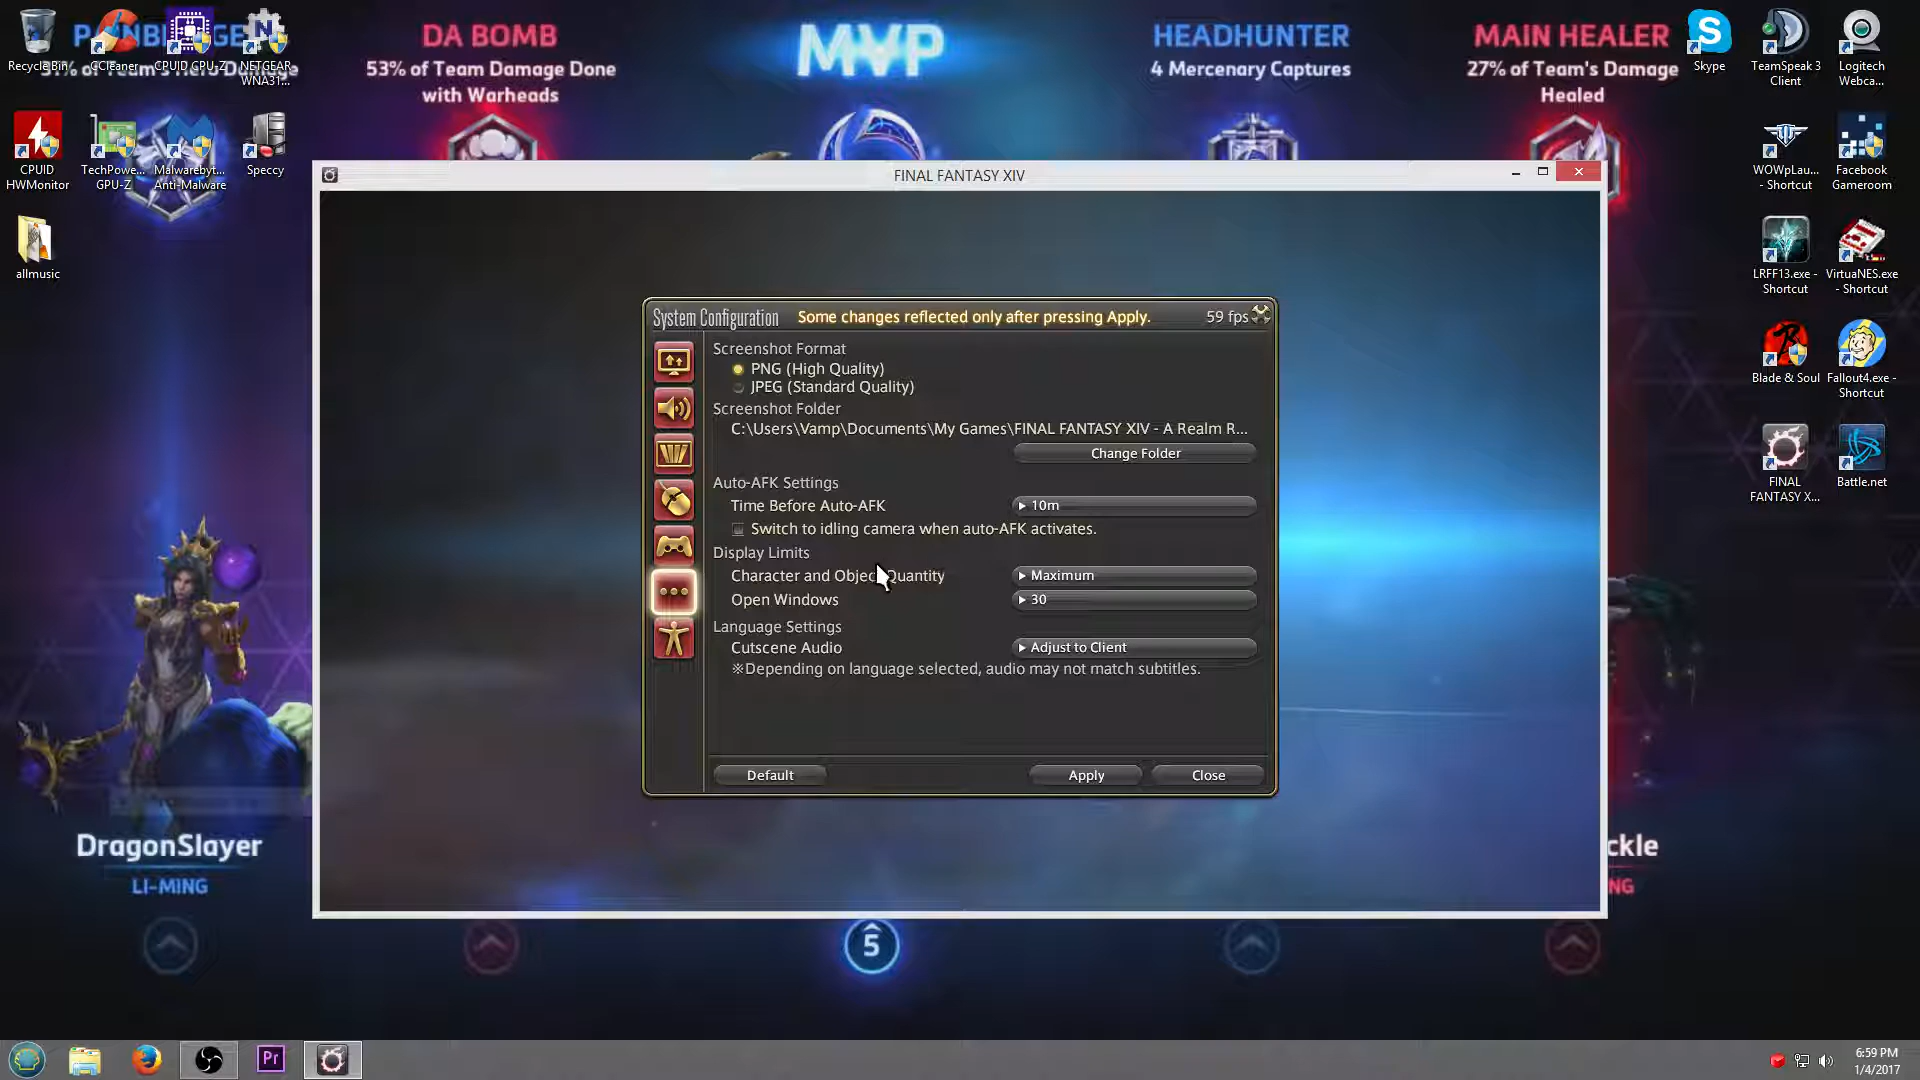 Recycle Bin
CCleaner
CPUID CPU-Z
NETGEAR
WNA31...
% of Team's Hero Damage
DA BOMB
53% of Team Damage Done
with Warheads
MVP
HEADHUNTER
4 Mercenary Captures
MAIN HEALER
27% of Team's Damage
Healed
Skype
TeamSpeak 3
Client
Logitech
Webca...
CPUID
HWMonitor
TechPowe...
GPU-Z
Malwarebyt...
Anti-Malware
Speccy
WOWpLau...
- Shortcut
Facebook
Gameroom
allmusic
LRFF13.exe -
Shortcut
VirtuaNES.exe
- Shortcut
Blade & Soul
Fallout4.exe -
Shortcut
FINAL
FANTASY X...
Battle.net
FINAL FANTASY XIV
System Configuration
Some changes reflected only after pressing Apply.
59 fps
Screenshot Format
PNG (High Quality)
JPEG (Standard Quality)
Screenshot Folder
C:\Users\Vamp\Documents\My Games\FINAL FANTASY XIV - A Realm R...
Change Folder
Auto-AFK Settings
Time Before Auto-AFK
10m
Switch to idling camera when auto-AFK activates.
Display Limits
Character and Object Quantity
Maximum
Open Windows
30
Language Settings
Cutscene Audio
Adjust to Client
※Depending on language selected, audio may not match subtitles.
Default
Apply
Close
DragonSlayer
LI-MING
ckle
NG
5
Pr
6:59 PM
1/4/2017